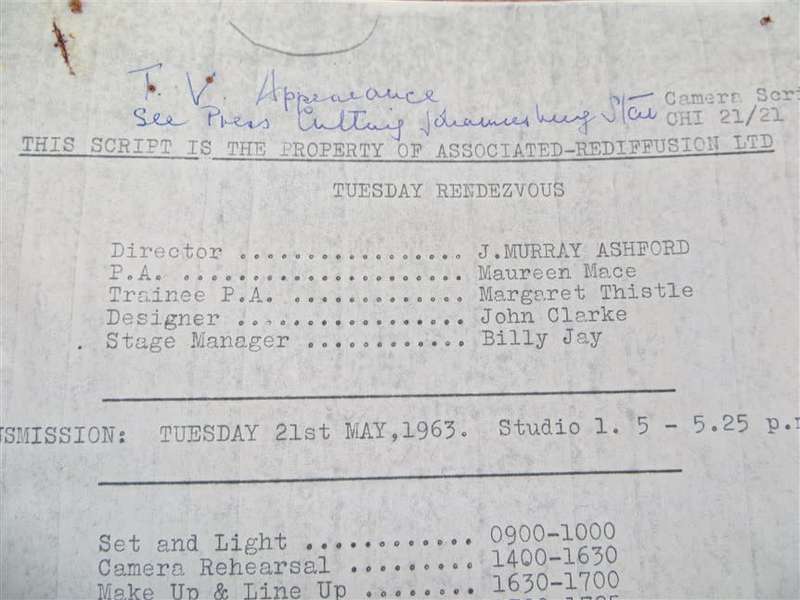 T. V. Appearance
See Press Cutting Johannesburg Star
Camera Scri
CHI 21/21
THIS SCRIPT IS THE PROPERTY OF ASSOCIATED-REDIFFUSION LTD
TUESDAY RENDEZVOUS
Director .................. J.MURRAY ASHFORD
P.A. ...................... Maureen Mace
Trainee P.A. .............. Margaret Thistle
Designer .................. John Clarke
Stage Manager ............ Billy Jay
NSMISSION: TUESDAY 21st MAY,1963. Studio 1. 5 - 5.25 p.m
Set and Light ............. 0900-1000
Camera Rehearsal ......... 1400-1630
Make Up & Line Up ........ 1630-1700